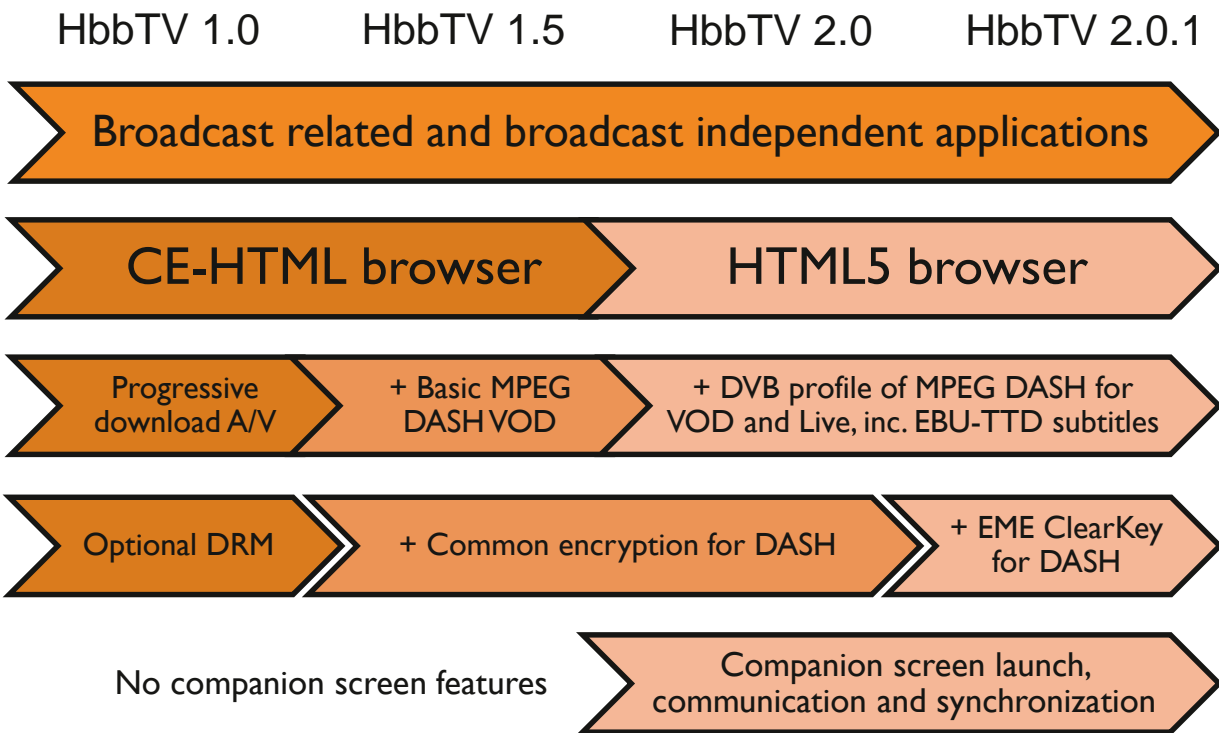 HbbTV 1.0 HbbTV 1.5 HbbTV 2.0 HbbTV 2.0.1
Broadcast related and broadcast independent applications
CE-HTML browser
HTML5 browser
Progressive
download A/V
+ Basic MPEG
DASH VOD
+ DVB profile of MPEG DASH for
VOD and Live, inc. EBU-TTD subtitles
Optional DRM
+ Common encryption for DASH
+ EME ClearKey
for DASH
No companion screen features
Companion screen launch,
communication and synchronization